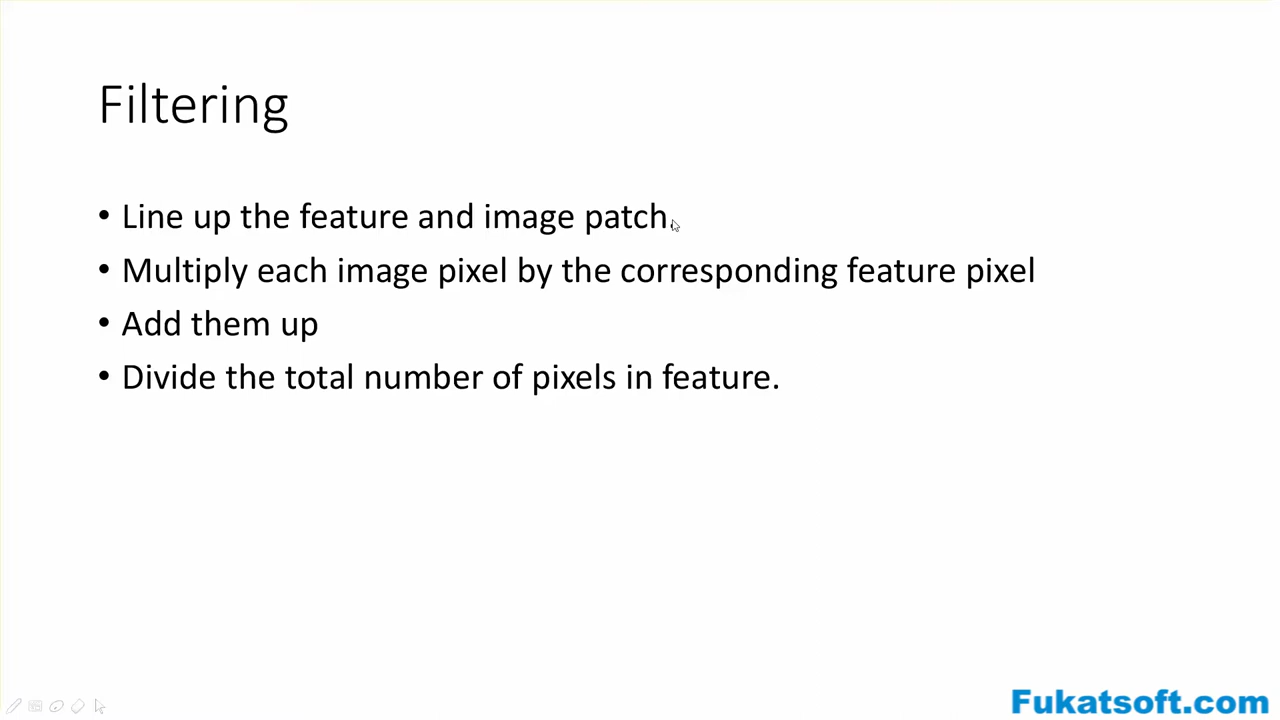 Filtering
• Line up the feature and image patch.
• Multiply each image pixel by the corresponding feature pixel
• Add them up
• Divide the total number of pixels in feature.
Fukatsoft.com